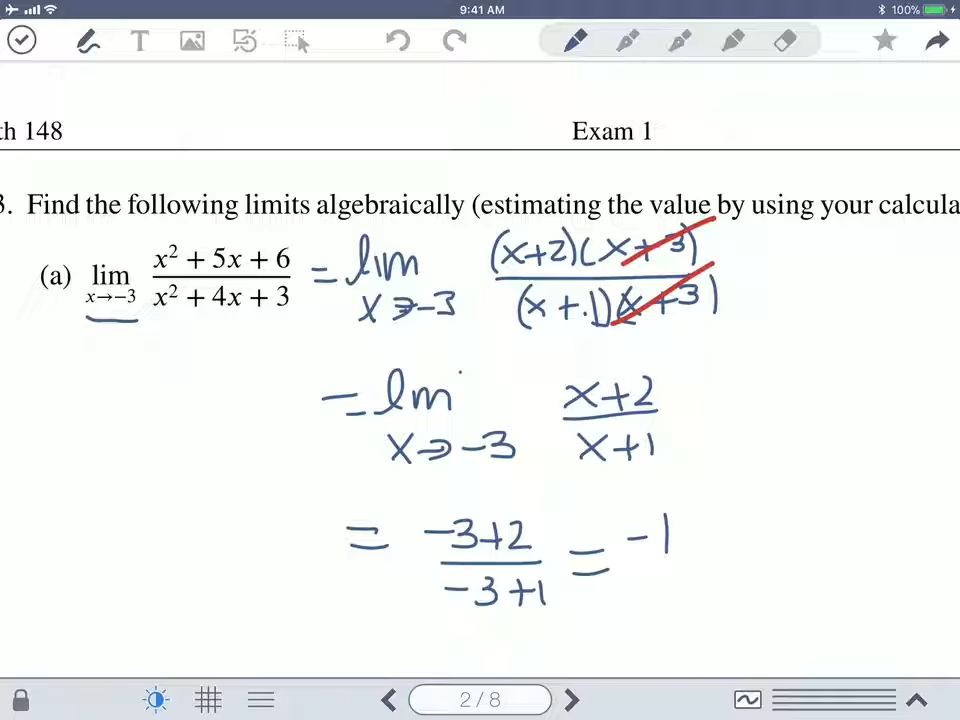 9:41 AM 100%
th 148 Exam 1
3. Find the following limits algebraically (estimating the value by using your calcula
(a) lim x→-3 (x² + 5x + 6)/(x² + 4x + 3) = lim x→-3 ((x+2)(x+3))/((x+1)(x+3))
= lim x→-3 (x+2)/(x+1)
= (-3+2)/(-3+1) = -1
2 / 8